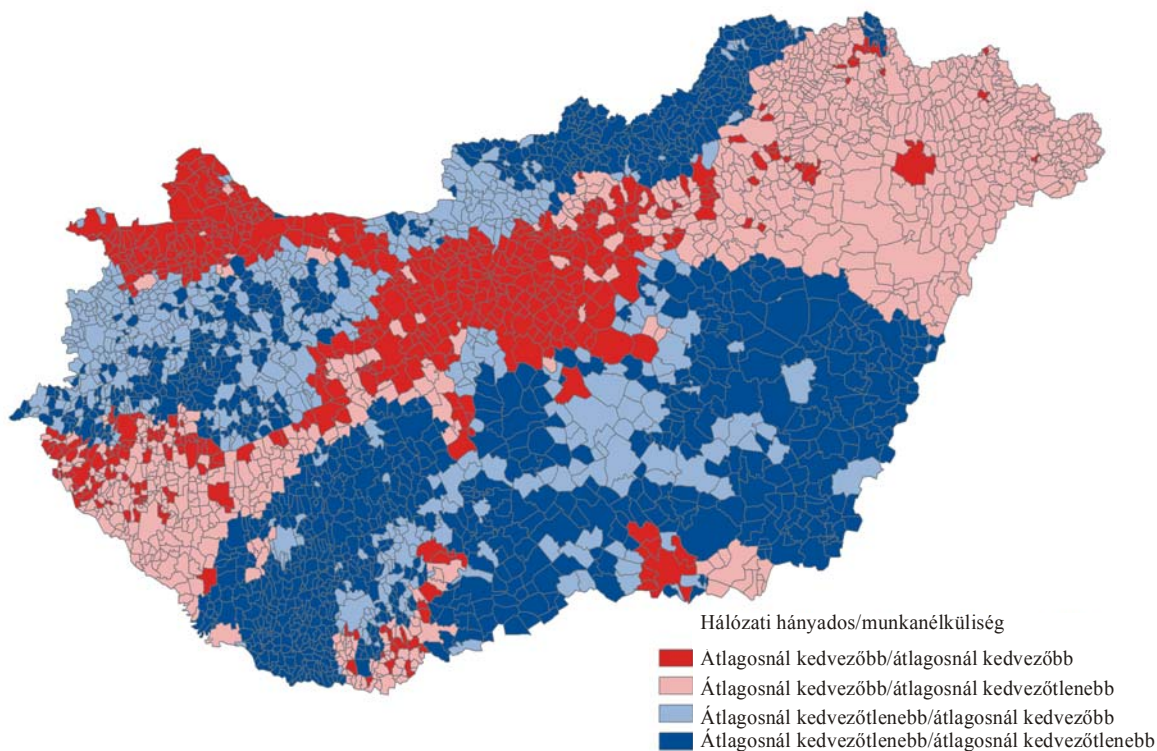 Hálózati hányados/munkanélküliség
Atlagosnál kedvezőbb/átlagosnál kedvezőbb
Átlagosnál kedvezőbb/átlagosnál kedvezőtlenebb
Átlagosnál kedvezőtlenebb/átlagosnál kedvezőbb
Átlagosnál kedvezőtlenebb/átlagosnál kedvezőtlenebb